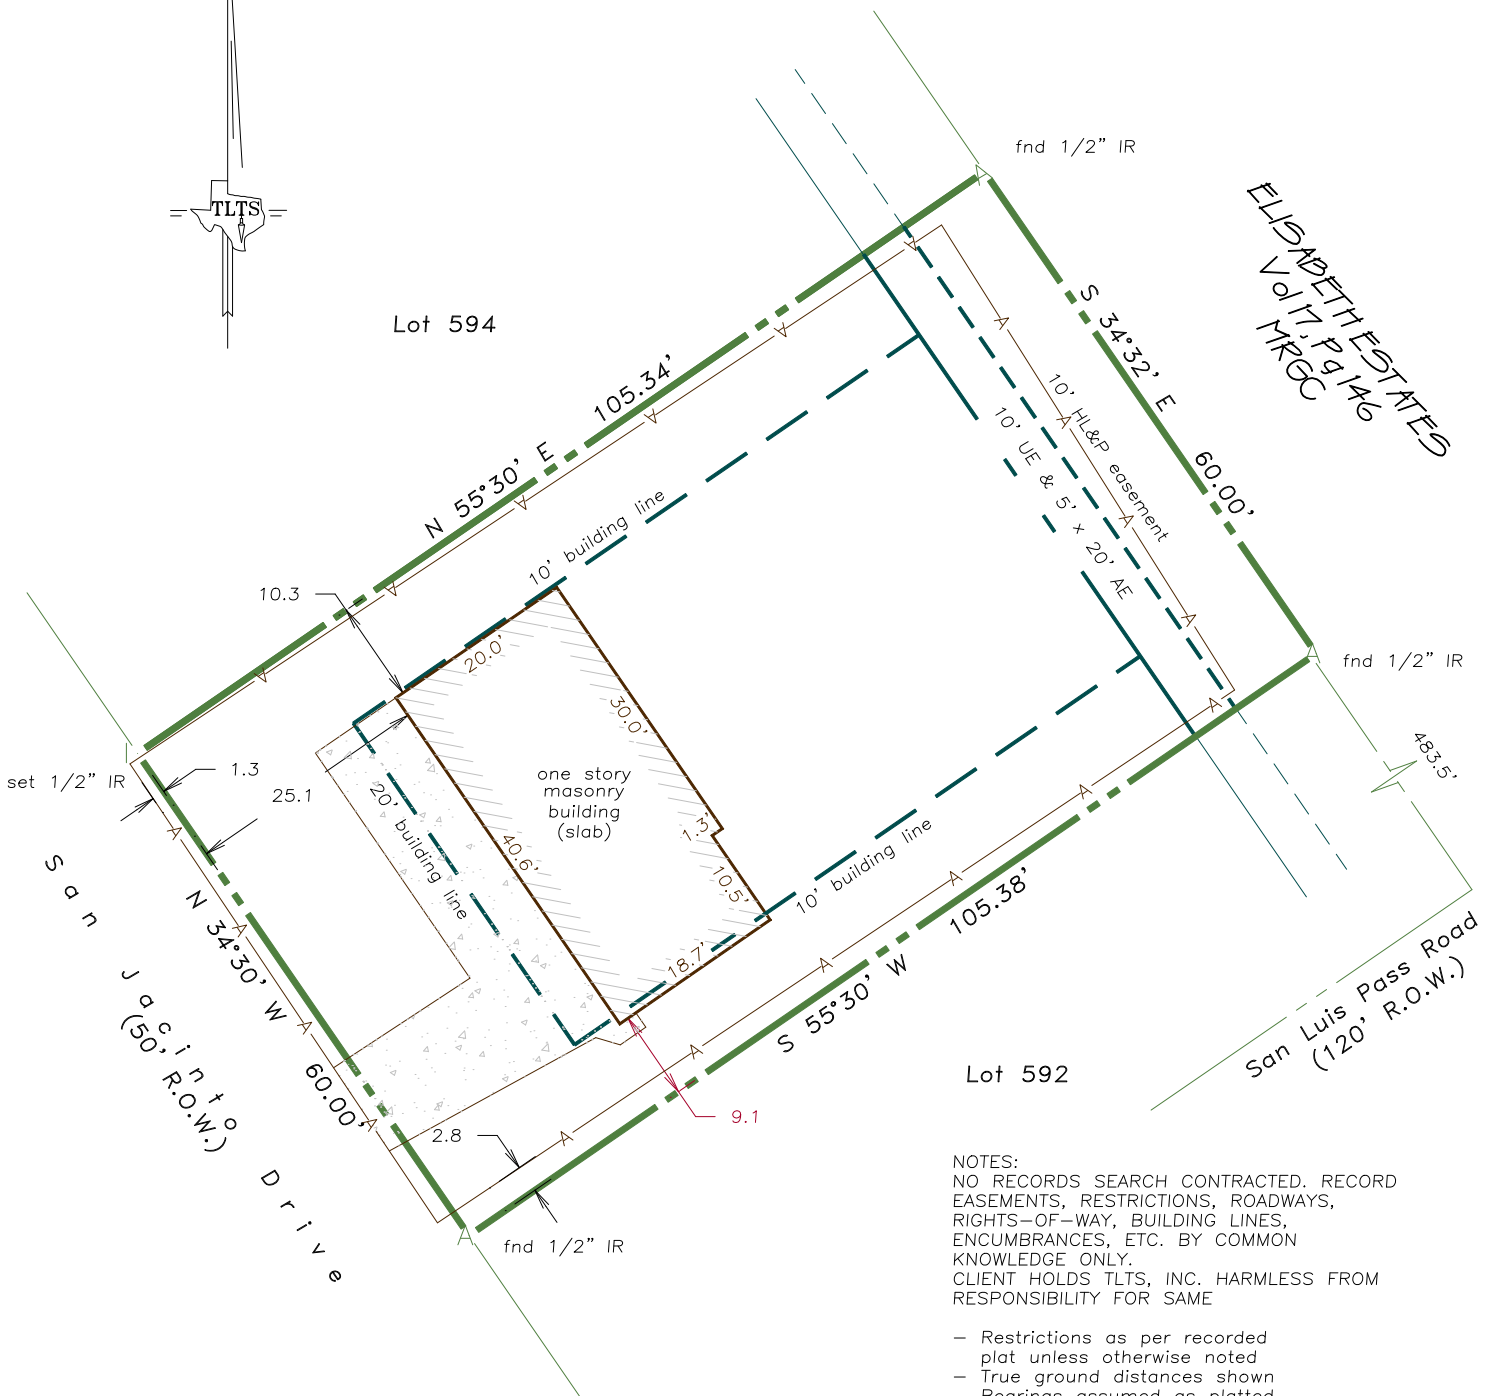 TLTS
fnd 1/2” IR
ELISABETH ESTATES
Vol 17, Pg 146
MRGC
Lot 594
N 55°30’ E 105.34’
S 34°32’ E 60.00’
10’ HL&P easement
10’ UE & 5’ x 20’ AE
10’ building line
10.3
20.0’
30.0’
fnd 1/2” IR
483.5’
set 1/2” IR
1.3
25.1
one story
masonry
building
(slab)
20’ building line
40.6’
1.3’
10.5’
18.7’
10’ building line
105.38’
S 55°30’ W
N 34°30’ W 60.00’
San Jacinto Drive
(50’ R.O.W.)
San Luis Pass Road
(120’ R.O.W.)
Lot 592
9.1
2.8
fnd 1/2” IR
NOTES:
NO RECORDS SEARCH CONTRACTED. RECORD
EASEMENTS, RESTRICTIONS, ROADWAYS,
RIGHTS-OF-WAY, BUILDING LINES,
ENCUMBRANCES, ETC. BY COMMON
KNOWLEDGE ONLY.
CLIENT HOLDS TLTS, INC. HARMLESS FROM
RESPONSIBILITY FOR SAME
- Restrictions as per recorded
plat unless otherwise noted
- True ground distances shown
Bearings assumed as platted